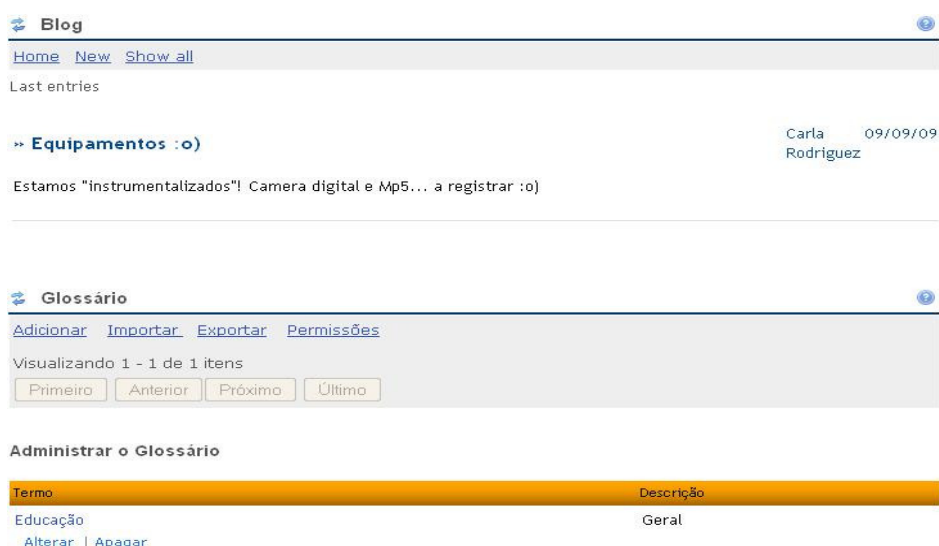 Blog
Home New Show all
Last entries
» Equipamentos :o)
Carla Rodriguez 09/09/09
Estamos "instrumentalizados"! Camera digital e Mp5... a registrar :o)
Glossário
Adicionar Importar Exportar Permissões
Visualizando 1 - 1 de 1 itens
Primeiro Anterior Próximo Último
Administrar o Glossário
Termo Descrição
Educação Geral
Alterar | Apagar